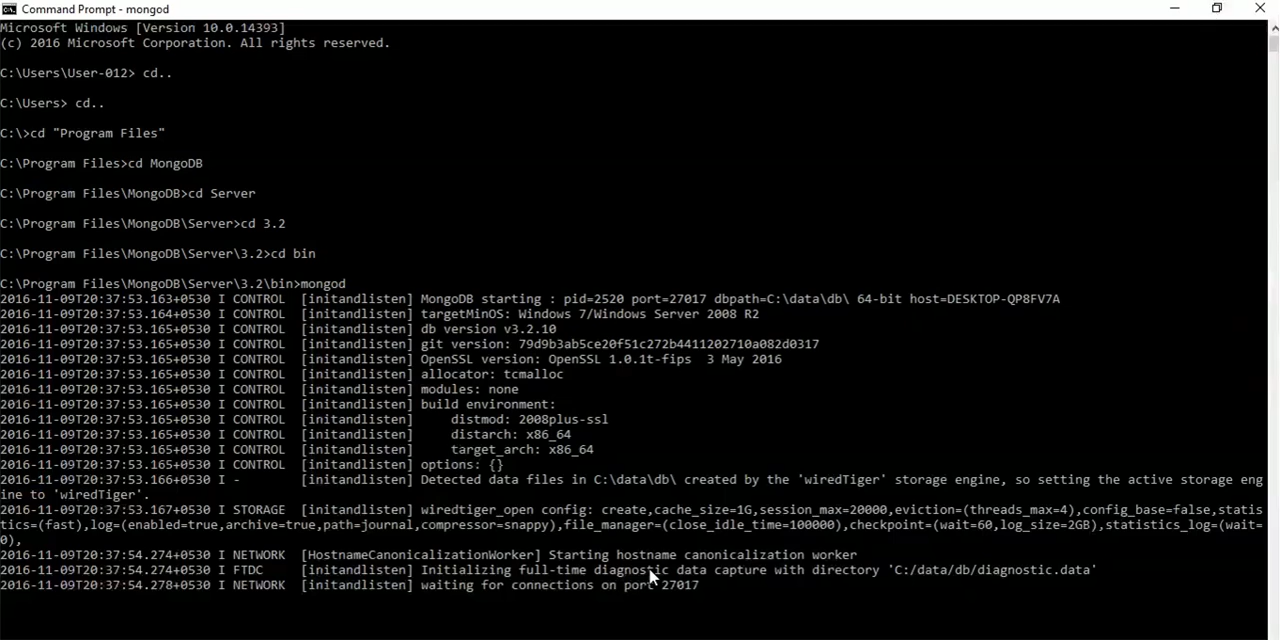 Command Prompt - mongod
Microsoft Windows [Version 10.0.14393]
(c) 2016 Microsoft Corporation. All rights reserved.
C:\Users\User-012> cd..
C:\Users> cd..
C:\>cd "Program Files"
C:\Program Files>cd MongoDB
C:\Program Files\MongoDB>cd Server
C:\Program Files\MongoDB\Server>cd 3.2
C:\Program Files\MongoDB\Server\3.2>cd bin
C:\Program Files\MongoDB\Server\3.2\bin>mongod
2016-11-09T20:37:53.163+0530 I CONTROL  [initandlisten] MongoDB starting : pid=2520 port=27017 dbpath=C:\data\db\ 64-bit host=DESKTOP-QP8FV7A
2016-11-09T20:37:53.164+0530 I CONTROL  [initandlisten] targetMinOS: Windows 7/Windows Server 2008 R2
2016-11-09T20:37:53.165+0530 I CONTROL  [initandlisten] db version v3.2.10
2016-11-09T20:37:53.165+0530 I CONTROL  [initandlisten] git version: 79d9b3ab5ce20f51c272b4411202710a082d0317
2016-11-09T20:37:53.165+0530 I CONTROL  [initandlisten] OpenSSL version: OpenSSL 1.0.1t-fips  3 May 2016
2016-11-09T20:37:53.165+0530 I CONTROL  [initandlisten] allocator: tcmalloc
2016-11-09T20:37:53.165+0530 I CONTROL  [initandlisten] modules: none
2016-11-09T20:37:53.165+0530 I CONTROL  [initandlisten] build environment:
2016-11-09T20:37:53.165+0530 I CONTROL  [initandlisten]     distmod: 2008plus-ssl
2016-11-09T20:37:53.165+0530 I CONTROL  [initandlisten]     distarch: x86_64
2016-11-09T20:37:53.165+0530 I CONTROL  [initandlisten]     target_arch: x86_64
2016-11-09T20:37:53.165+0530 I CONTROL  [initandlisten] options: {}
2016-11-09T20:37:53.166+0530 I -        [initandlisten] Detected data files in C:\data\db\ created by the 'wiredTiger' storage engine, so setting the active storage eng
ine to 'wiredTiger'.
2016-11-09T20:37:53.167+0530 I STORAGE  [initandlisten] wiredtiger_open config: create,cache_size=1G,session_max=20000,eviction=(threads_max=4),config_base=false,statis
tics=(fast),log=(enabled=true,archive=true,path=journal,compressor=snappy),file_manager=(close_idle_time=100000),checkpoint=(wait=60,log_size=2GB),statistics_log=(wait=
0),
2016-11-09T20:37:54.274+0530 I NETWORK  [HostnameCanonicalizationWorker] Starting hostname canonicalization worker
2016-11-09T20:37:54.274+0530 I FTDC     [initandlisten] Initializing full-time diagnostic data capture with directory 'C:/data/db/diagnostic.data'
2016-11-09T20:37:54.278+0530 I NETWORK  [initandlisten] waiting for connections on port 27017